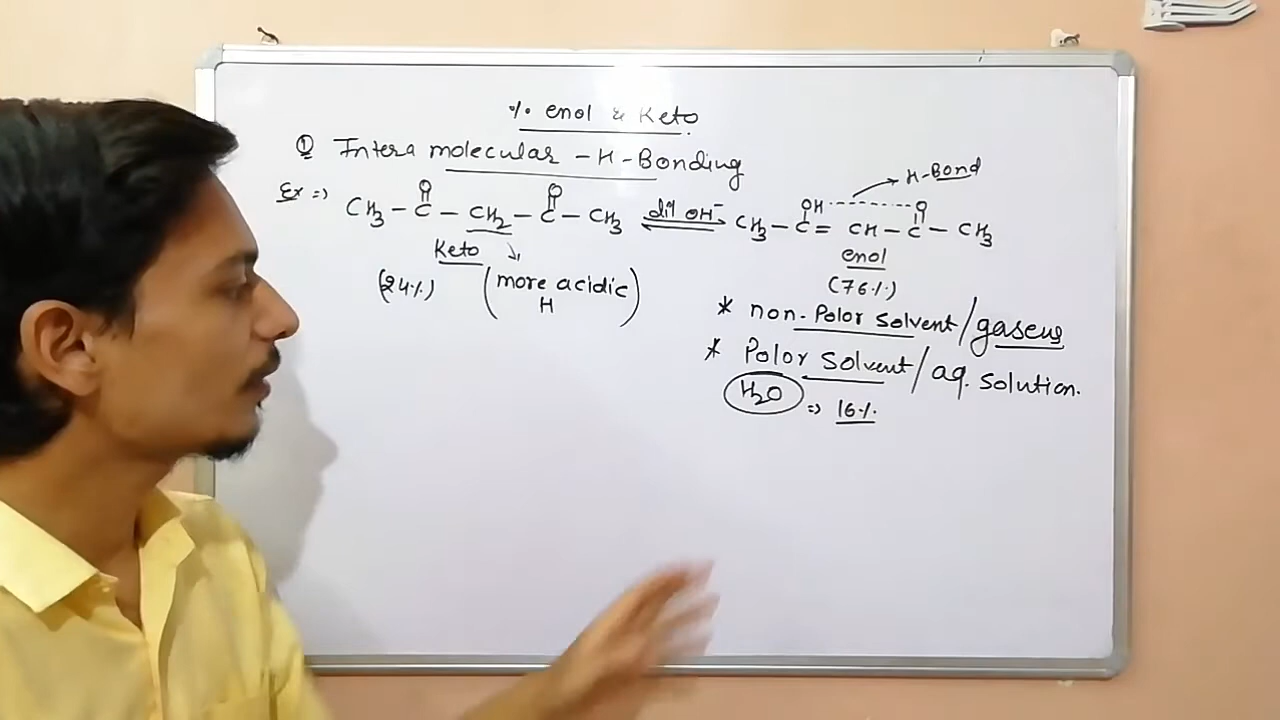 % enol & Keto
① Intera molecular - H - Bonding
Ex ⇒
H-Bond
O O OH O
CH₃ - C - CH₂ - C - CH₃ dil OH⁻ CH₃ - C = CH - C - CH₃
Keto enol
(24%) (more acidic H) (76%)
* non-Polor solvent/gaseus
* Polor solvent/aq. solution.
H₂O ⇒ 16%